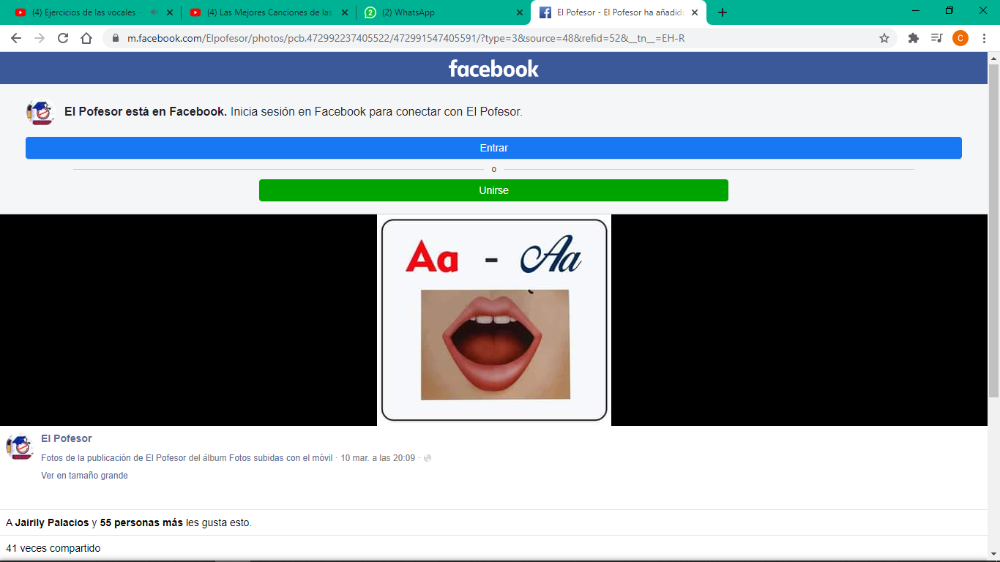 (4) Ejercicios de las vocales -
(4) Las Mejores Canciones de las
(2) WhatsApp
El Pofesor - El Pofesor ha añadido
m.facebook.com/Elpofesor/photos/pcb.472992237405522/472991547405591/?type=3&source=48&refid=52&__tn__=EH-R
C
facebook
El Pofesor está en Facebook. Inicia sesión en Facebook para conectar con El Pofesor.
Entrar
o
Unirse
Aa - Aa
El Pofesor
Fotos de la publicación de El Pofesor del álbum Fotos subidas con el móvil · 10 mar. a las 20:09 ·
Ver en tamaño grande
A Jairily Palacios y 55 personas más les gusta esto.
41 veces compartido